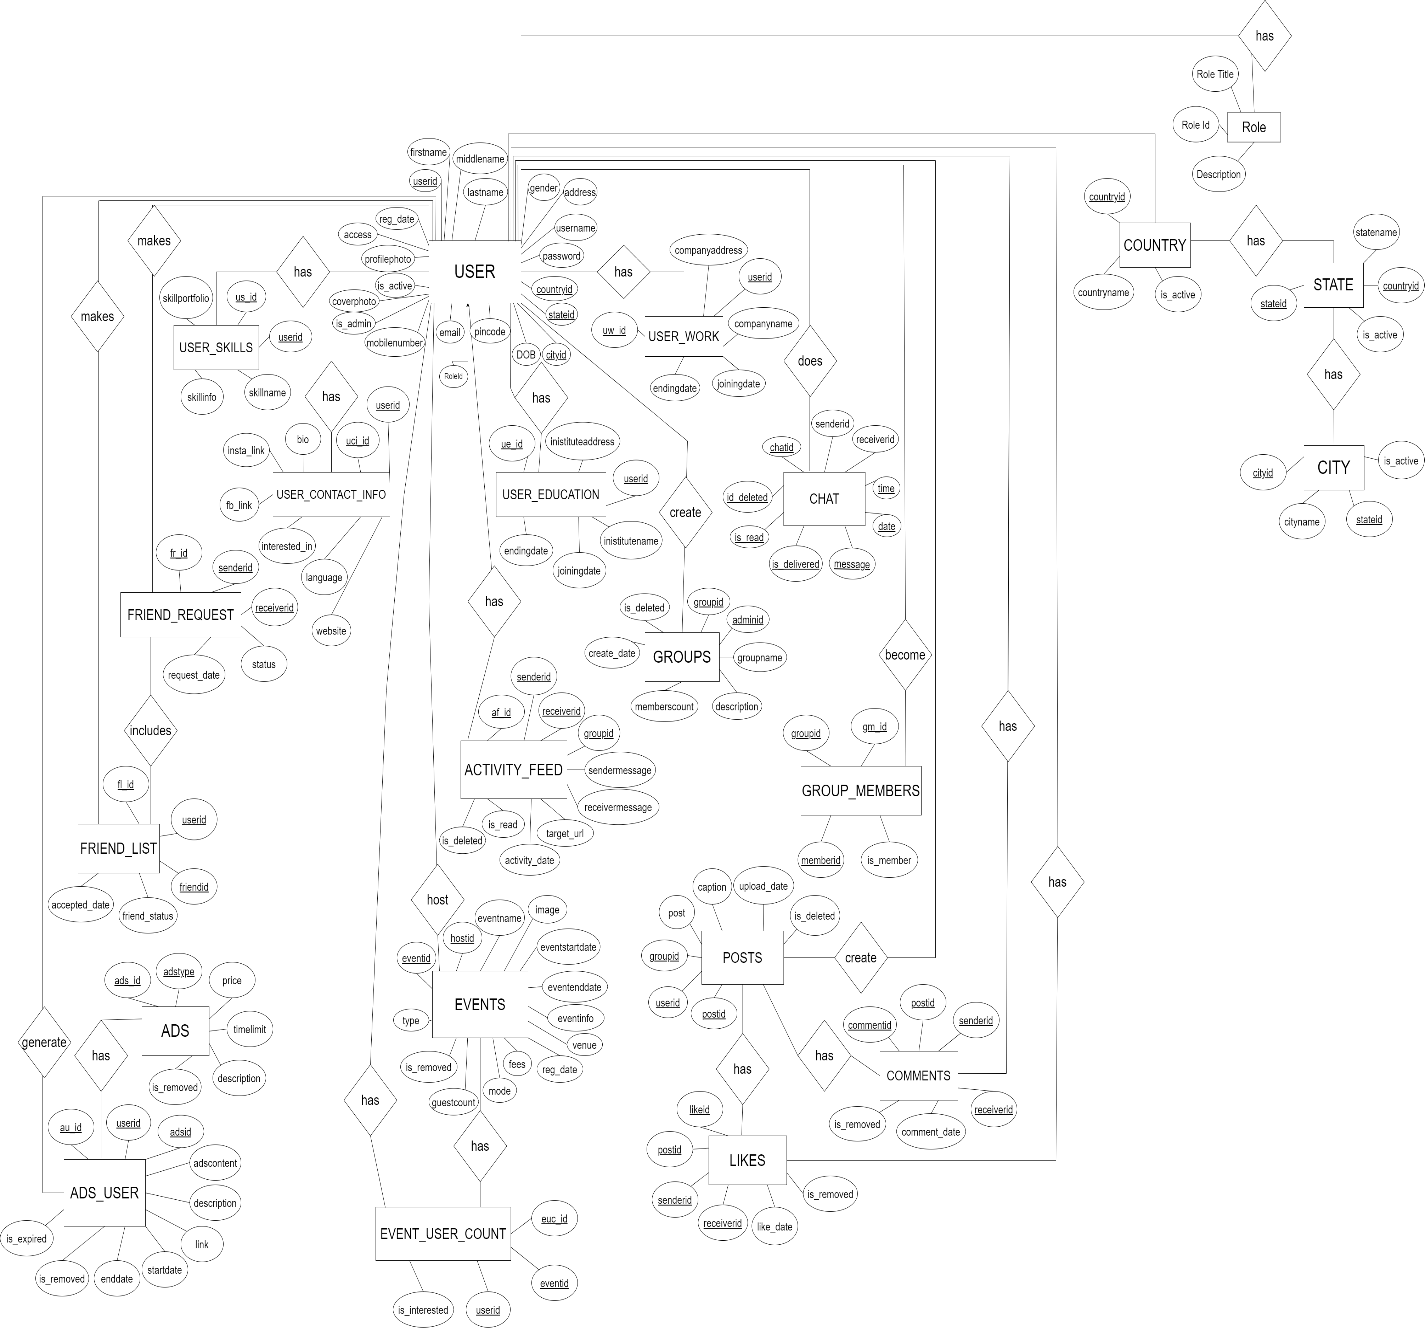 has
Role Title
Role Id
Role
Description
firstname
middlename
userid
lastname
gender
address
reg_date
access
username
profilephoto
password
USER
is_active
countryid
coverphoto
stateid
is_admin
email
pincode
mobilenumber
DOB
cityid
RoleId
makes
makes
has
skillportfolio
us_id
userid
USER_SKILLS
skillinfo
skillname
has
companyaddress
userid
uw_id
companyname
USER_WORK
endingdate
joiningdate
countryid
COUNTRY
has
countryname
is_active
statename
STATE
countryid
stateid
is_active
has
is_active
CITY
cityid
cityname
stateid
does
has
userid
bio
uci_id
insta_link
USER_CONTACT_INFO
fb_link
interested_in
language
website
has
ue_id
inistituteaddress
userid
USER_EDUCATION
endingdate
inistitutename
joiningdate
create
senderid
chatid
receiverid
id_deleted
CHAT
time
is_read
date
is_delivered
message
fr_id
senderid
FRIEND_REQUEST
receiverid
request_date
status
includes
has
is_deleted
groupid
adminid
create_date
GROUPS
groupname
memberscount
description
become
senderid
af_id
receiverid
groupid
ACTIVITY_FEED
sendermessage
receivermessage
is_deleted
is_read
target_url
activity_date
groupid
gm_id
GROUP_MEMBERS
memberid
is_member
has
has
fl_id
userid
FRIEND_LIST
friendid
accepted_date
friend_status
host
hostid
eventname
image
eventid
eventstartdate
eventenddate
EVENTS
type
eventinfo
venue
is_removed
fees
reg_date
guestcount
mode
caption
upload_date
post
is_deleted
groupid
POSTS
create
userid
postid
has
has
commentid
postid
senderid
COMMENTS
is_removed
comment_date
receiverid
ads_id
adstype
price
ADS
timelimit
is_removed
description
generate
has
au_id
userid
adsid
adscontent
ADS_USER
description
is_expired
link
is_removed
enddate
startdate
has
has
EVENT_USER_COUNT
euc_id
is_interested
userid
eventid
likeid
postid
LIKES
senderid
receiverid
like_date
is_removed